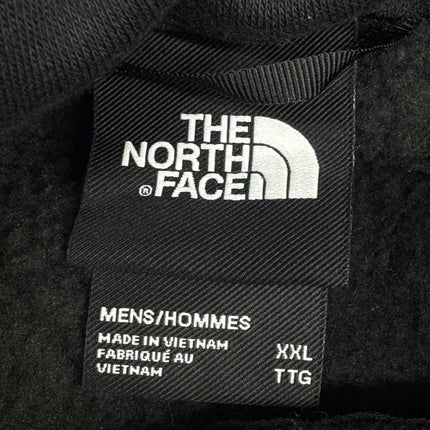 THE
NORTH
® FACE
MENS/HOMMES
MADE IN VIETNAM
FABRIQUÉ AU
VIETNAM
XXL
TTG